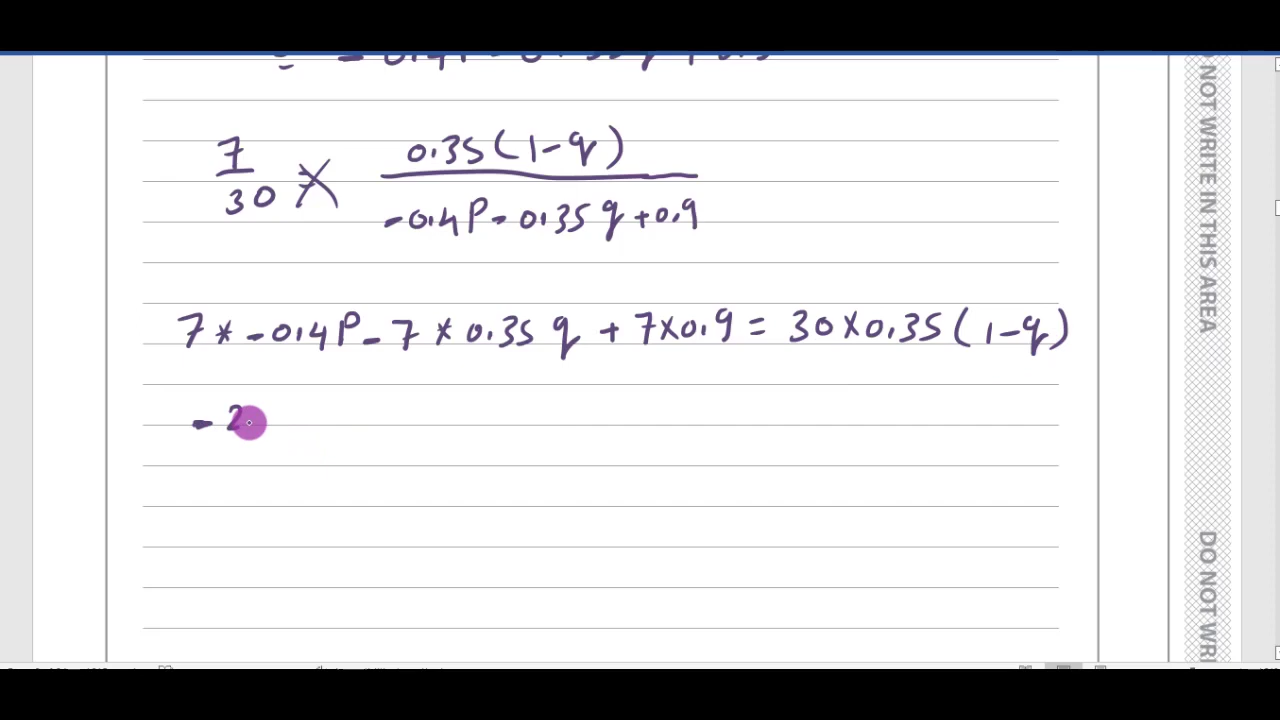 7/30 × 0.35(1-q)/-0.4P-0.35q+0.9
7*-0.4P-7*0.35q+7×0.9=30×0.35(1-q)
-2
NOT WRITE IN THIS AREA
DO NOT WRI